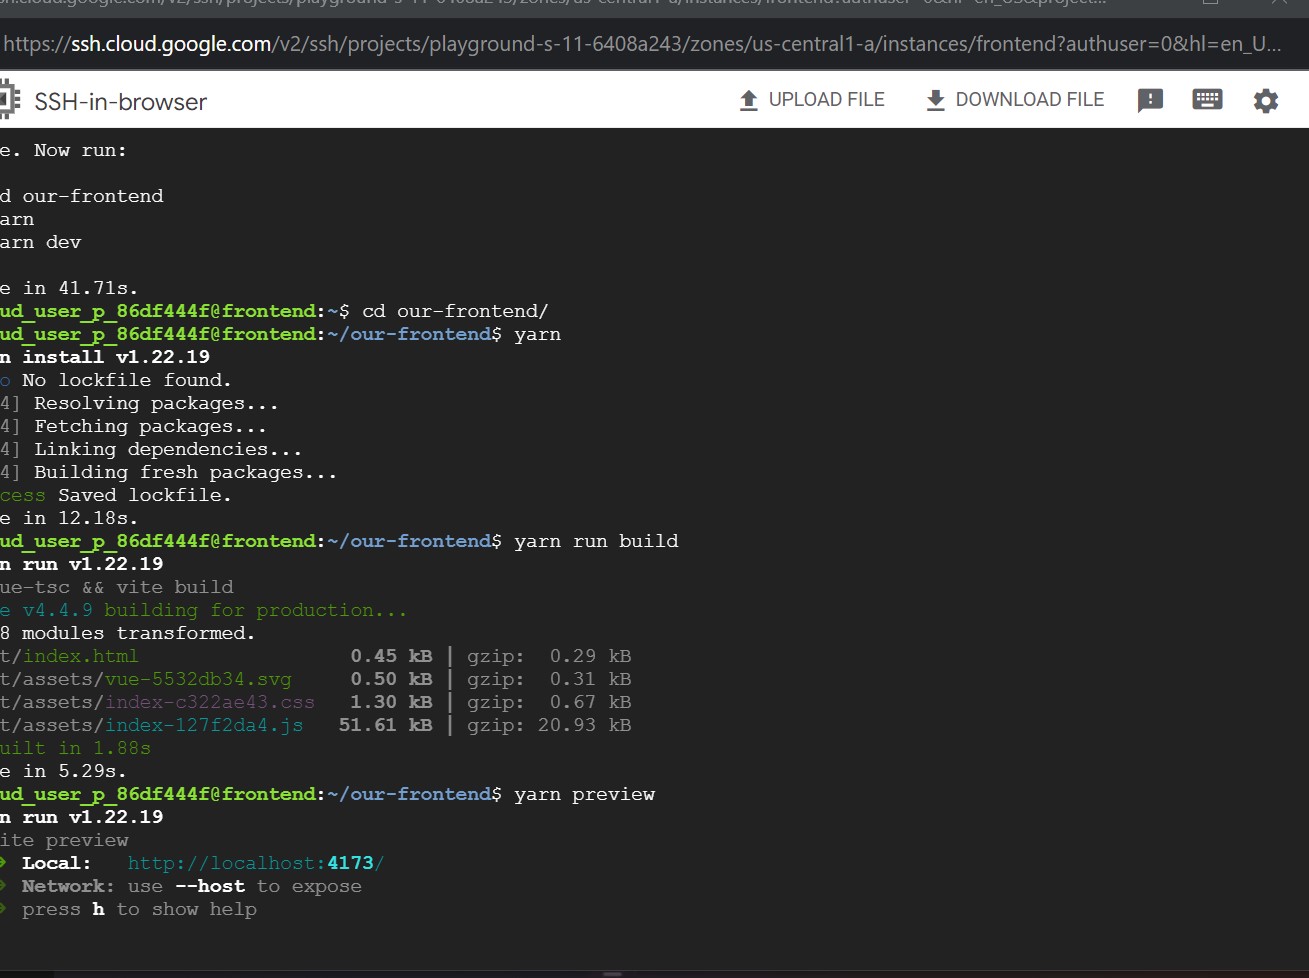 https://ssh.cloud.google.com/v2/ssh/projects/playground-s-11-6408a243/zones/us-central1-a/instances/frontend?authuser=0&hl=en_U...
SSH-in-browser
UPLOAD FILE
DOWNLOAD FILE
e. Now run:
d our-frontend
arn
arn dev
e in 41.71s.
ud_user_p_86df444f@frontend:~$ cd our-frontend/
ud_user_p_86df444f@frontend:~/our-frontend$ yarn
n install v1.22.19
o No lockfile found.
4] Resolving packages...
4] Fetching packages...
4] Linking dependencies...
4] Building fresh packages...
cess Saved lockfile.
e in 12.18s.
ud_user_p_86df444f@frontend:~/our-frontend$ yarn run build
n run v1.22.19
ue-tsc && vite build
e v4.4.9 building for production...
8 modules transformed.
t/index.html 0.45 kB | gzip: 0.29 kB
t/assets/vue-5532db34.svg 0.50 kB | gzip: 0.31 kB
t/assets/index-c322ae43.css 1.30 kB | gzip: 0.67 kB
t/assets/index-127f2da4.js 51.61 kB | gzip: 20.93 kB
uilt in 1.88s
e in 5.29s.
ud_user_p_86df444f@frontend:~/our-frontend$ yarn preview
n run v1.22.19
ite preview
➜ Local: http://localhost:4173/
➜ Network: use --host to expose
➜ press h to show help